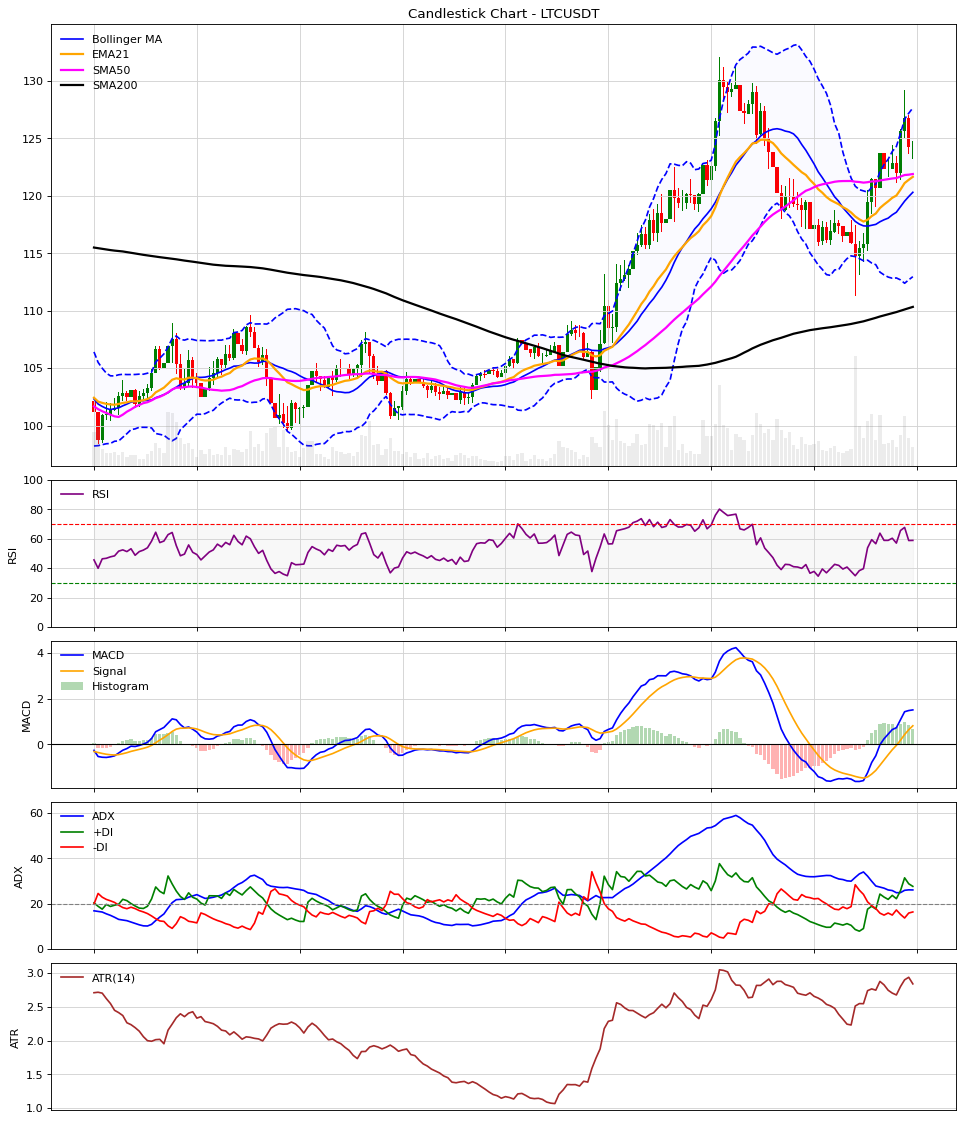 Candlestick Chart - LTCUSDT
Bollinger MA
EMA21
SMA50
SMA200
130
125
120
115
110
105
100
RSI
RSI
100
80
60
40
20
0
MACD
Signal
Histogram
MACD
4
2
0
ADX
+DI
-DI
ADX
60
40
20
0
ATR(14)
ATR
3.0
2.5
2.0
1.5
1.0